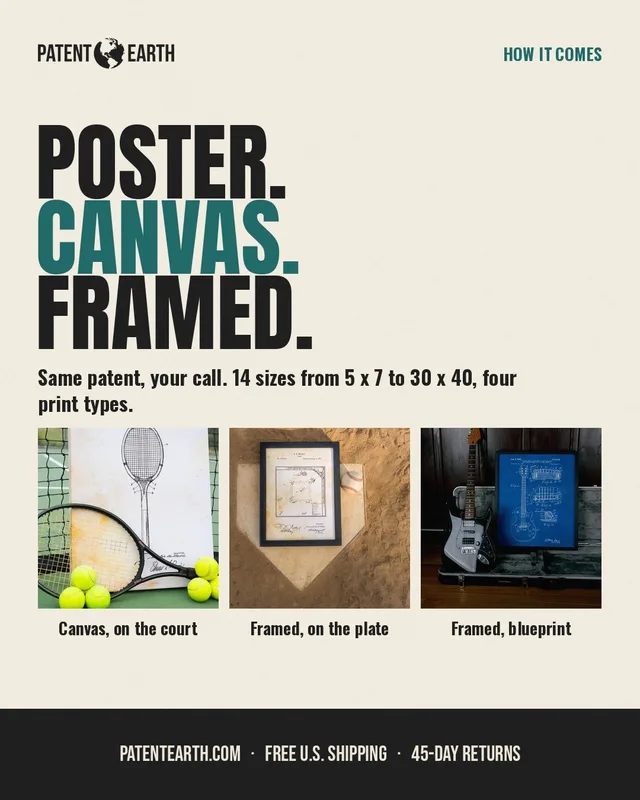 PATENT EARTH
HOW IT COMES
POSTER.
CANVAS.
FRAMED.
Same patent, your call. 14 sizes from 5 x 7 to 30 x 40, four
print types.
Canvas, on the court
Framed, on the plate
Framed, blueprint
PATENTEARTH.COM · FREE U.S. SHIPPING · 45-DAY RETURNS